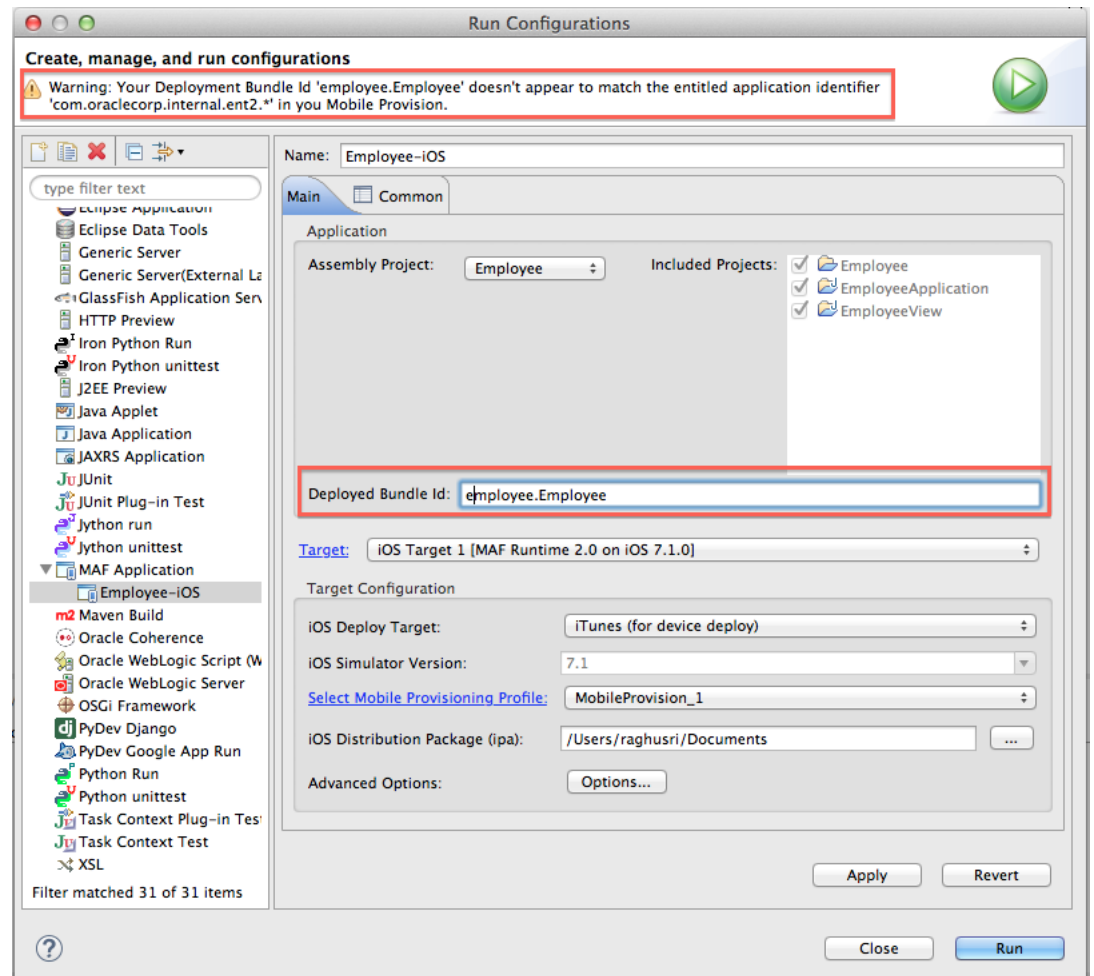 Run Configurations
Create, manage, and run configurations
Warning: Your Deployment Bundle Id 'employee.Employee' doesn't appear to match the entitled application identifier
'com.oraclecorp.internal.ent2.*' in you Mobile Provision.
type filter text
Eclipse Application
Eclipse Data Tools
Generic Server
Generic Server(External La
GlassFish Application Serv
HTTP Preview
Iron Python Run
Iron Python unittest
J2EE Preview
Java Applet
Java Application
JAXRS Application
JUnit
JUnit Plug-in Test
Jython run
Jython unittest
MAF Application
Employee-iOS
m2 Maven Build
Oracle Coherence
Oracle WebLogic Script (W
Oracle WebLogic Server
OSGi Framework
dj PyDev Django
PyDev Google App Run
Python Run
Python unittest
Task Context Plug-in Tes
Task Context Test
XSL
Filter matched 31 of 31 items
Name: Employee-iOS
Main Common
Application
Assembly Project: Employee
Included Projects: Employee
EmployeeApplication
EmployeeView
Deployed Bundle Id: employee.Employee
Target: iOS Target 1 [MAF Runtime 2.0 on iOS 7.1.0]
Target Configuration
iOS Deploy Target: iTunes (for device deploy)
iOS Simulator Version: 7.1
Select Mobile Provisioning Profile: MobileProvision_1
iOS Distribution Package (ipa): /Users/raghusri/Documents ...
Advanced Options: Options...
Apply Revert
? Close Run